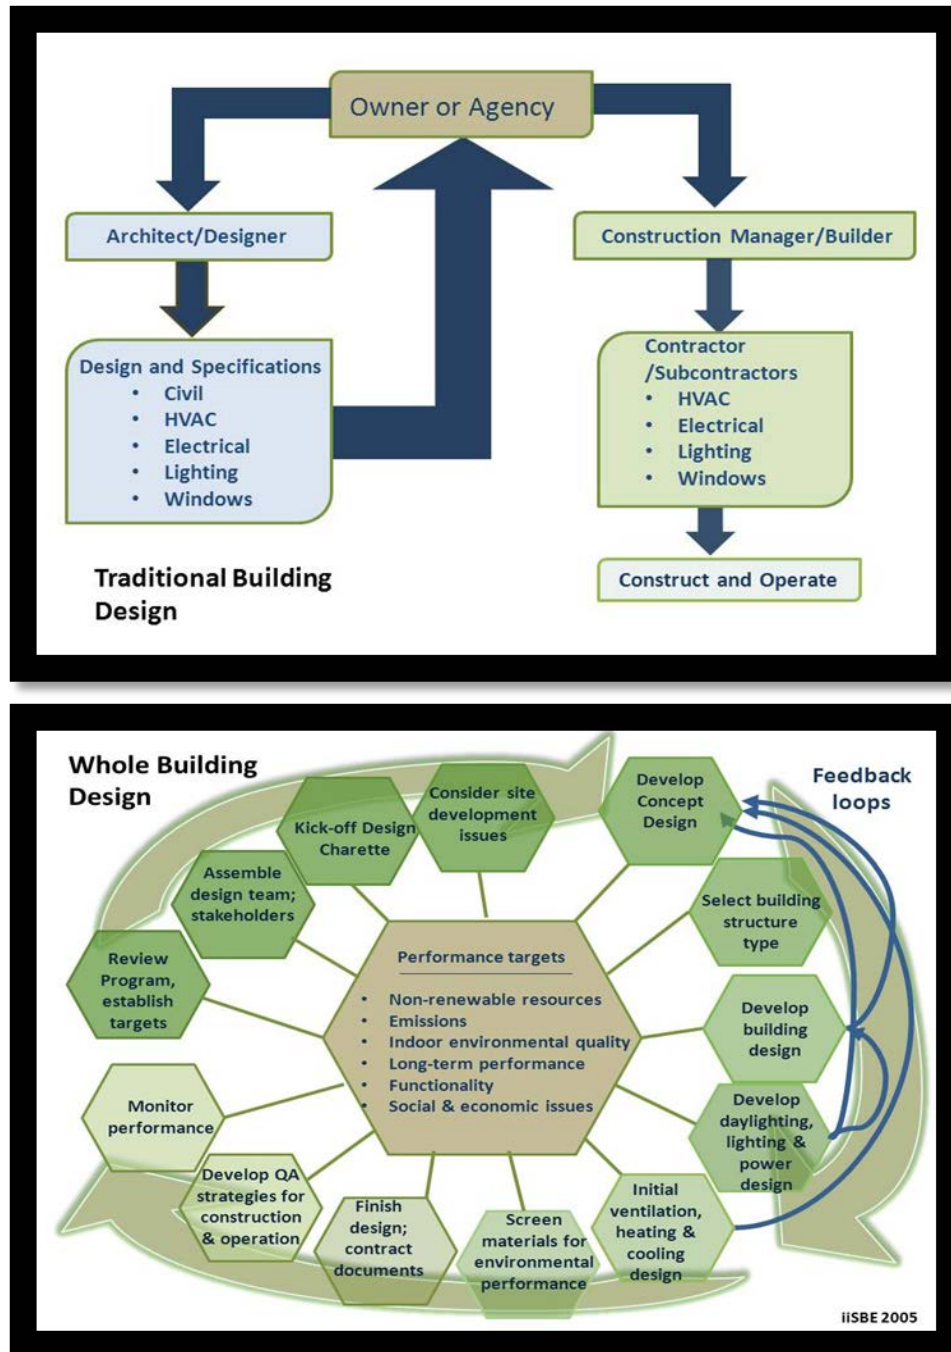 Owner or Agency
Architect/Designer
Construction Manager/Builder
Design and Specifications
• Civil
• HVAC
• Electrical
• Lighting
• Windows
Contractor
/Subcontractors
• HVAC
• Electrical
• Lighting
• Windows
Construct and Operate
Traditional Building
Design
Whole Building
Design
Feedback
loops
Review
Program,
establish
targets
Assemble
design team;
stakeholders
Kick-off Design
Charette
Consider site
development
issues
Develop
Concept
Design
Select building
structure
type
Develop
building
design
Develop
daylighting,
lighting &
power
design
Initial
ventilation,
heating &
cooling
design
Screen
materials for
environmental
performance
Finish
design;
contract
documents
Develop QA
strategies for
construction
& operation
Monitor
performance
Performance targets
• Non-renewable resources
• Emissions
• Indoor environmental quality
• Long-term performance
• Functionality
• Social & economic issues
iiSBE 2005